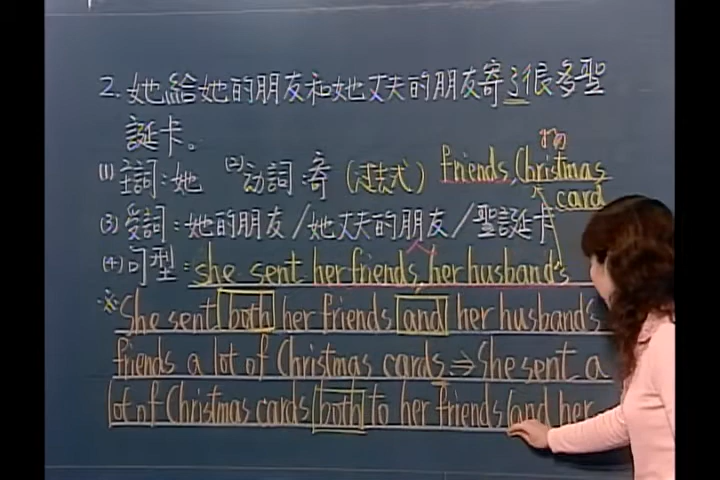 2. 她給她的朋友和她丈夫的朋友寄了很多聖
誕卡。
物
(1) 主詞:她 (2) 动詞:寄 (过去式) friends, Christmas
card
(3) 受詞:她的朋友/她丈夫的朋友/聖誕卡
人
(4) 句型:she sent her friends, her husband's
※ She sent both her friends and her husband's
friends a lot of Christmas cards. ⇒ She sent a
lot of Christmas cards both to her friends and her